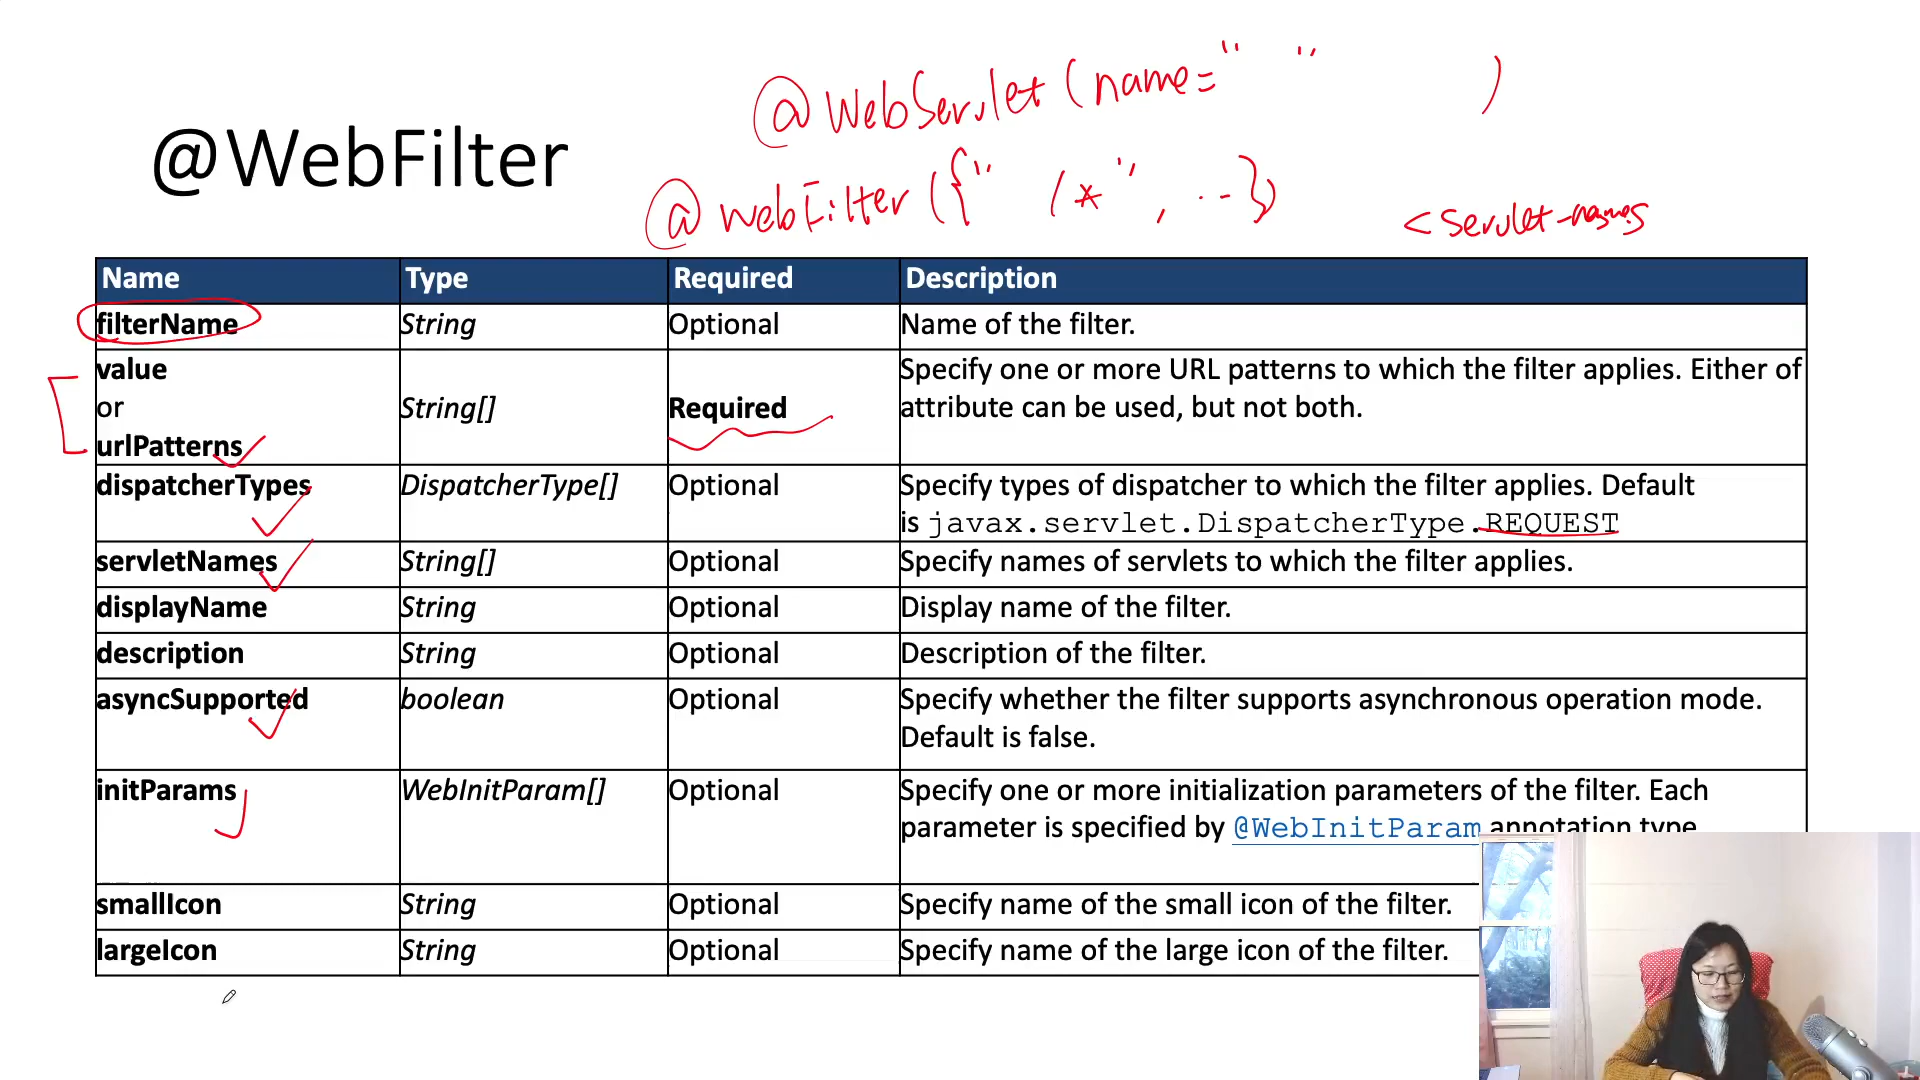 @WebServlet(name=" " )
@WebFilter
@WebFilter({" /*", ..})
<servlet-names
Name Type Required Description
filterName String Optional Name of the filter.
value
or
urlPatterns
String[] Required
Specify one or more URL patterns to which the filter applies. Either of
attribute can be used, but not both.
dispatcherTypes DispatcherType[] Optional Specify types of dispatcher to which the filter applies. Default
is javax.servlet.DispatcherType.REQUEST
servletNames String[] Optional Specify names of servlets to which the filter applies.
displayName String Optional Display name of the filter.
description String Optional Description of the filter.
asyncSupported boolean Optional Specify whether the filter supports asynchronous operation mode.
Default is false.
initParams WebInitParam[] Optional Specify one or more initialization parameters of the filter. Each
parameter is specified by @WebInitParam annotation type
smallIcon String Optional Specify name of the small icon of the filter.
largeIcon String Optional Specify name of the large icon of the filter.